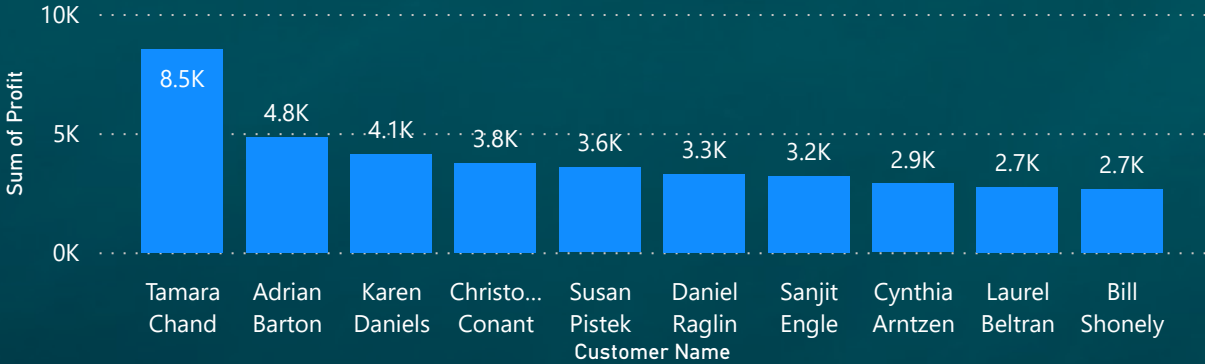 10K
5K
0K
Sum of Profit
8.5K
4.8K
4.1K
3.8K
3.6K
3.3K
3.2K
2.9K
2.7K
2.7K
Tamara Chand
Adrian Barton
Karen Daniels
Christo... Conant
Susan Pistek
Daniel Raglin
Sanjit Engle
Cynthia Arntzen
Laurel Beltran
Bill Shonely
Customer Name